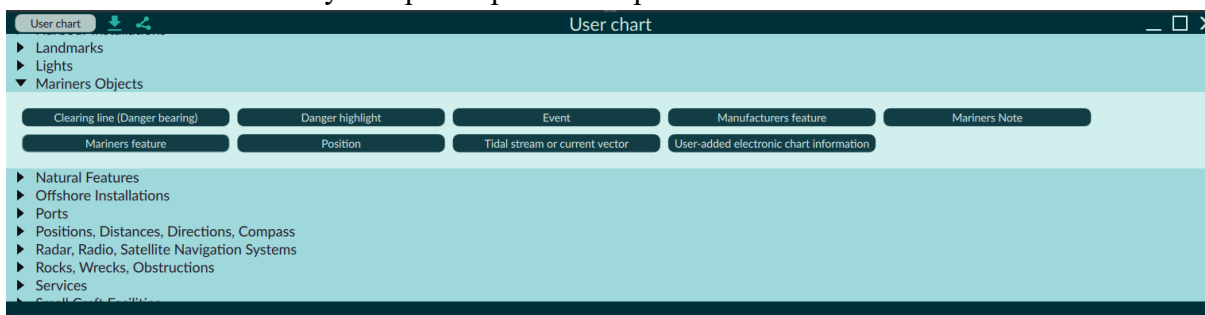 User chart User chart
Landmarks
Lights
Mariners Objects
Clearing line (Danger bearing) Danger highlight Event Manufacturers feature Mariners Note
Mariners feature Position Tidal stream or current vector User-added electronic chart information
Natural Features
Offshore Installations
Ports
Positions, Distances, Directions, Compass
Radar, Radio, Satellite Navigation Systems
Rocks, Wrecks, Obstructions
Services